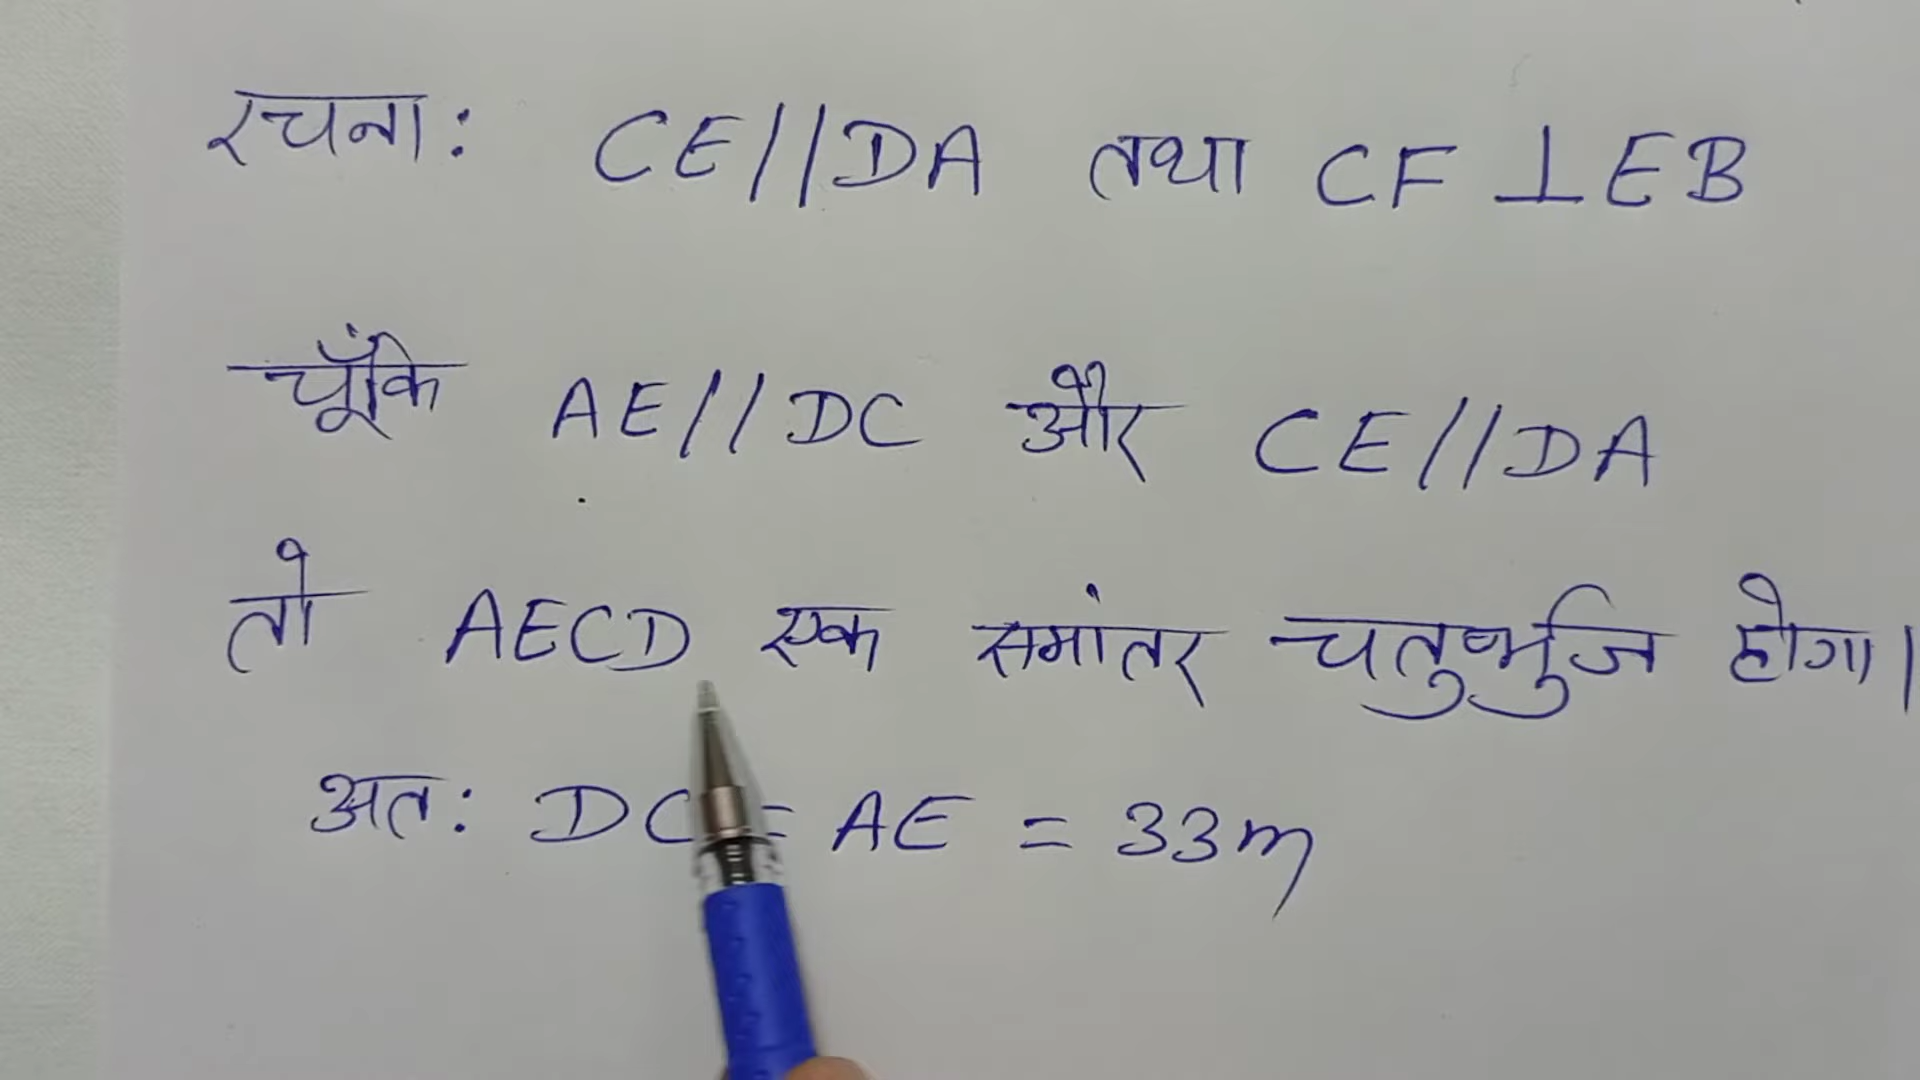 रचना: CE//DA तथा CF ⊥ EB
चूँकि AE//DC और CE//DA
तो AECD एक समांतर चतुर्भुज होगा।
अत: DC = AE = 33m